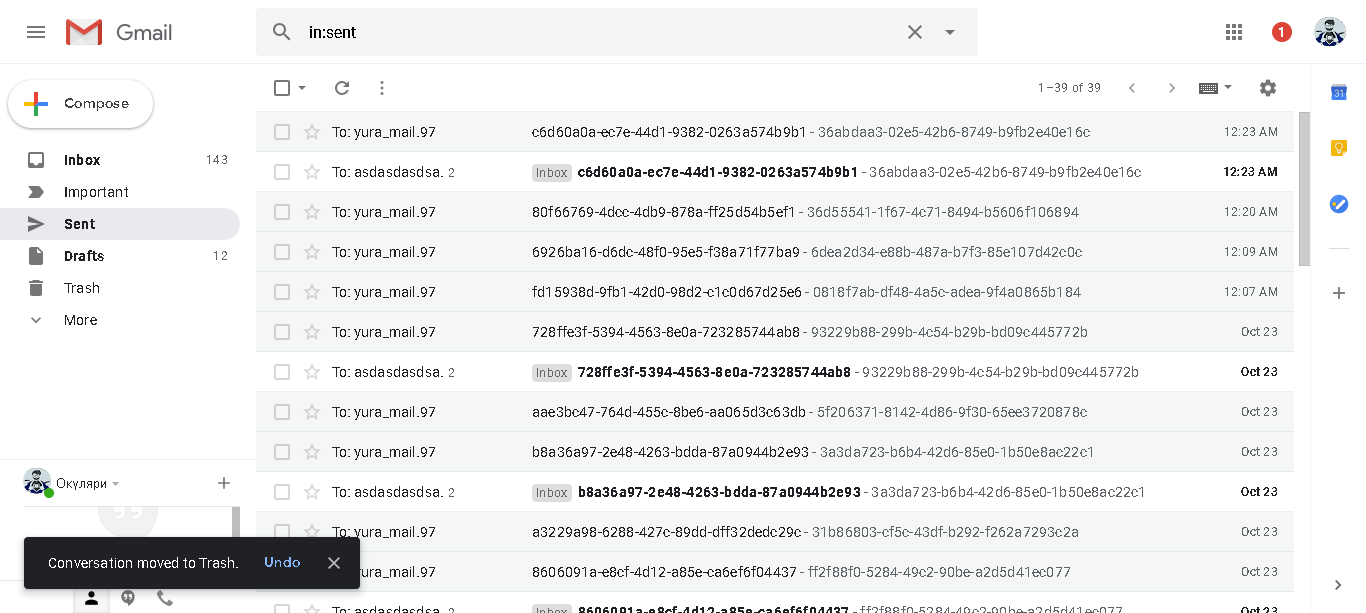 Gmail
in:sent
1
Compose
1–39 of 39
31
Inbox 143
Important
Sent
Drafts 12
Trash
More
To: yura_mail.97 c6d60a0a-ec7e-44d1-9382-0263a574b9b1 - 36abdaa3-02e5-42b6-8749-b9fb2e40e16c 12:23 AM
To: asdasdasdsa. 2 Inbox c6d60a0a-ec7e-44d1-9382-0263a574b9b1 - 36abdaa3-02e5-42b6-8749-b9fb2e40e16c 12:23 AM
To: yura_mail.97 80f66769-4dcc-4db9-878a-ff25d54b5ef1 - 36d55541-1f67-4c71-8494-b5606f106894 12:20 AM
To: yura_mail.97 6926ba16-d6dc-48f0-95e5-f38a71f77ba9 - 6dea2d34-e88b-487a-b7f3-85e107d42c0c 12:09 AM
To: yura_mail.97 fd15938d-9fb1-42d0-98d2-c1c0d67d25e6 - 0818f7ab-df48-4a5c-adea-9f4a0865b184 12:07 AM
To: yura_mail.97 728ffe3f-5394-4563-8e0a-723285744ab8 - 93229b88-299b-4c54-b29b-bd09c445772b Oct 23
To: asdasdasdsa. 2 Inbox 728ffe3f-5394-4563-8e0a-723285744ab8 - 93229b88-299b-4c54-b29b-bd09c445772b Oct 23
To: yura_mail.97 aae3bc47-764d-455c-8be6-aa065d3c63db - 5f206371-8142-4d86-9f30-65ee3720878c Oct 23
To: yura_mail.97 b8a36a97-2e48-4263-bdda-87a0944b2e93 - 3a3da723-b6b4-42d6-85e0-1b50e8ac22c1 Oct 23
To: asdasdasdsa. 2 Inbox b8a36a97-2e48-4263-bdda-87a0944b2e93 - 3a3da723-b6b4-42d6-85e0-1b50e8ac22c1 Oct 23
To: yura_mail.97 a3229a98-6288-427c-89dd-dff32dedc29c - 31b86803-cf5c-43df-b292-f262a7293c2a Oct 23
yura_mail.97 8606091a-e8cf-4d12-a85e-ca6ef6f04437 - ff2f88f0-5284-49c2-90be-a2d5d41ec077 Oct 23
To: asdasdasdsa. 2 Inbox 8606091a-e8cf-4d12-a85e-ca6ef6f04437 - ff2f88f0-5284-49c2-90be-a2d5d41ec077 Oct 23
Окуляри
Conversation moved to Trash. Undo